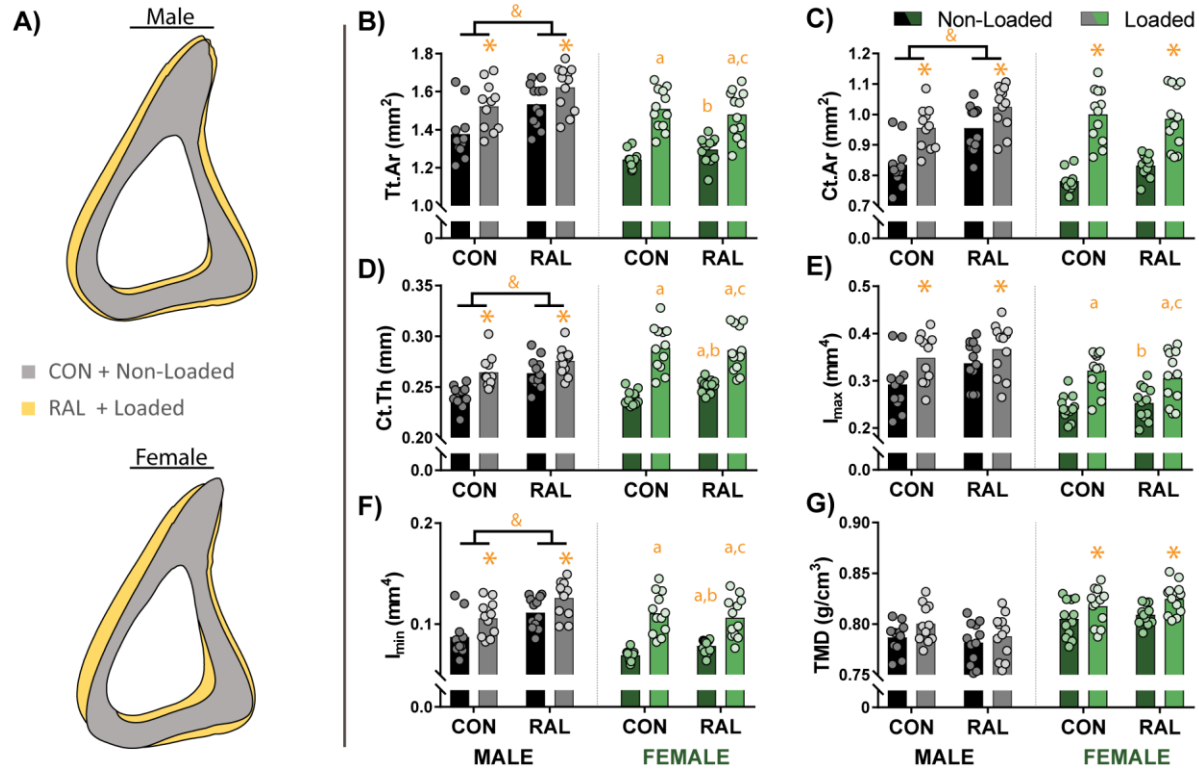 A)
Male
CON + Non-Loaded
RAL + Loaded
Female
Non-Loaded Loaded
B)
&
* *
a a,c
b
Tt.Ar (mm²)
1.8
1.6
1.4
1.2
1.0
0
CON RAL CON RAL
C)
&
* * * *
Ct.Ar (mm²)
1.2
1.1
1.0
0.9
0.8
0.7
0.0
CON RAL CON RAL
D)
&
* *
a a,c
a,b
Ct.Th (mm)
0.35
0.30
0.25
0.20
0.0
CON RAL CON RAL
E)
* *
a a,c
b
Imax (mm⁴)
0.5
0.4
0.3
0.2
0.0
CON RAL CON RAL
F)
&
* *
a a,c
a,b
Imin (mm⁴)
0.2
0.1
0.0
CON RAL CON RAL
MALE FEMALE
G)
* *
TMD (g/cm³)
0.90
0.85
0.80
0.75
0
CON RAL CON RAL
MALE FEMALE